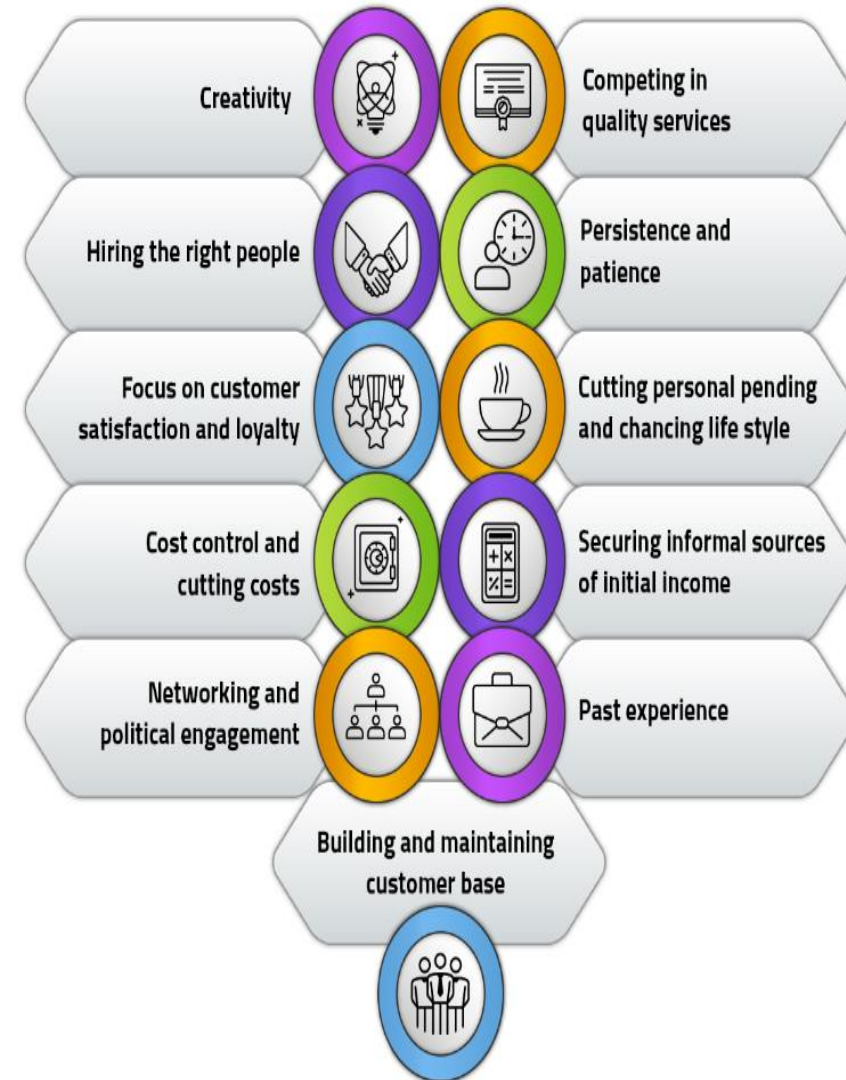 Creativity
Competing in
quality services
Hiring the right people
Persistence and
patience
Focus on customer
satisfaction and loyalty
Cutting personal pending
and chancing life style
Cost control and
cutting costs
Securing informal sources
of initial income
Networking and
political engagement
Past experience
Building and maintaining
customer base